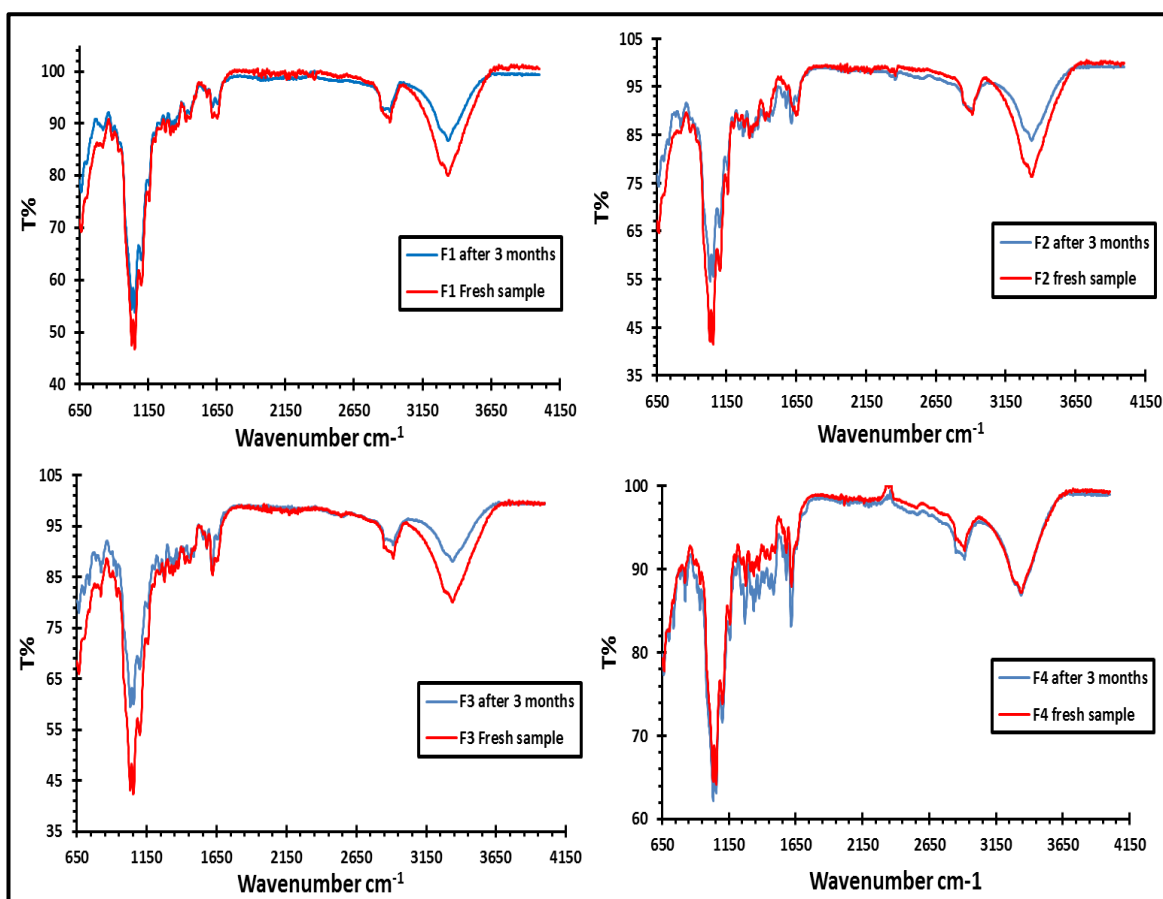 100
90
80
70
60
50
40
T%
F1 after 3 months
F1 Fresh sample
650 1150 1650 2150 2650 3150 3650 4150
Wavenumber cm-1
105
95
85
75
65
55
45
35
T%
F2 after 3 months
F2 fresh sample
650 1150 1650 2150 2650 3150 3650 4150
Wavenumber cm-1
105
95
85
75
65
55
45
35
T%
F3 after 3 months
F3 Fresh sample
650 1150 1650 2150 2650 3150 3650 4150
Wavenumber cm-1
100
90
80
70
60
T%
F4 after 3 months
F4 fresh sample
650 1150 1650 2150 2650 3150 3650 4150
Wavenumber cm-1